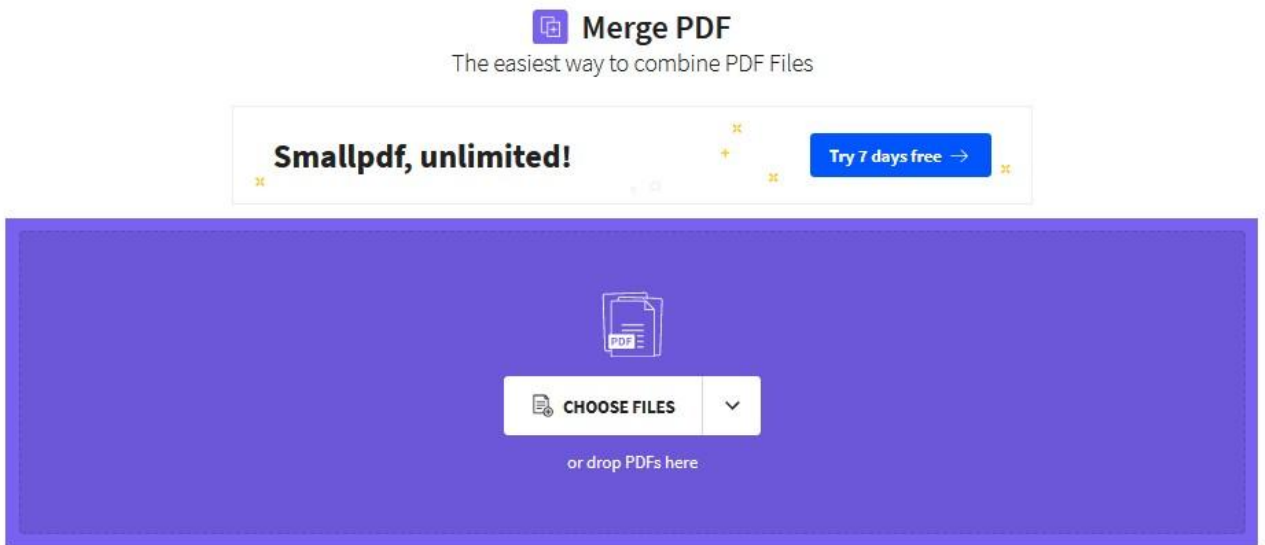 Merge PDF
The easiest way to combine PDF Files
Smallpdf, unlimited!
Try 7 days free →
PDF
CHOOSE FILES
or drop PDFs here